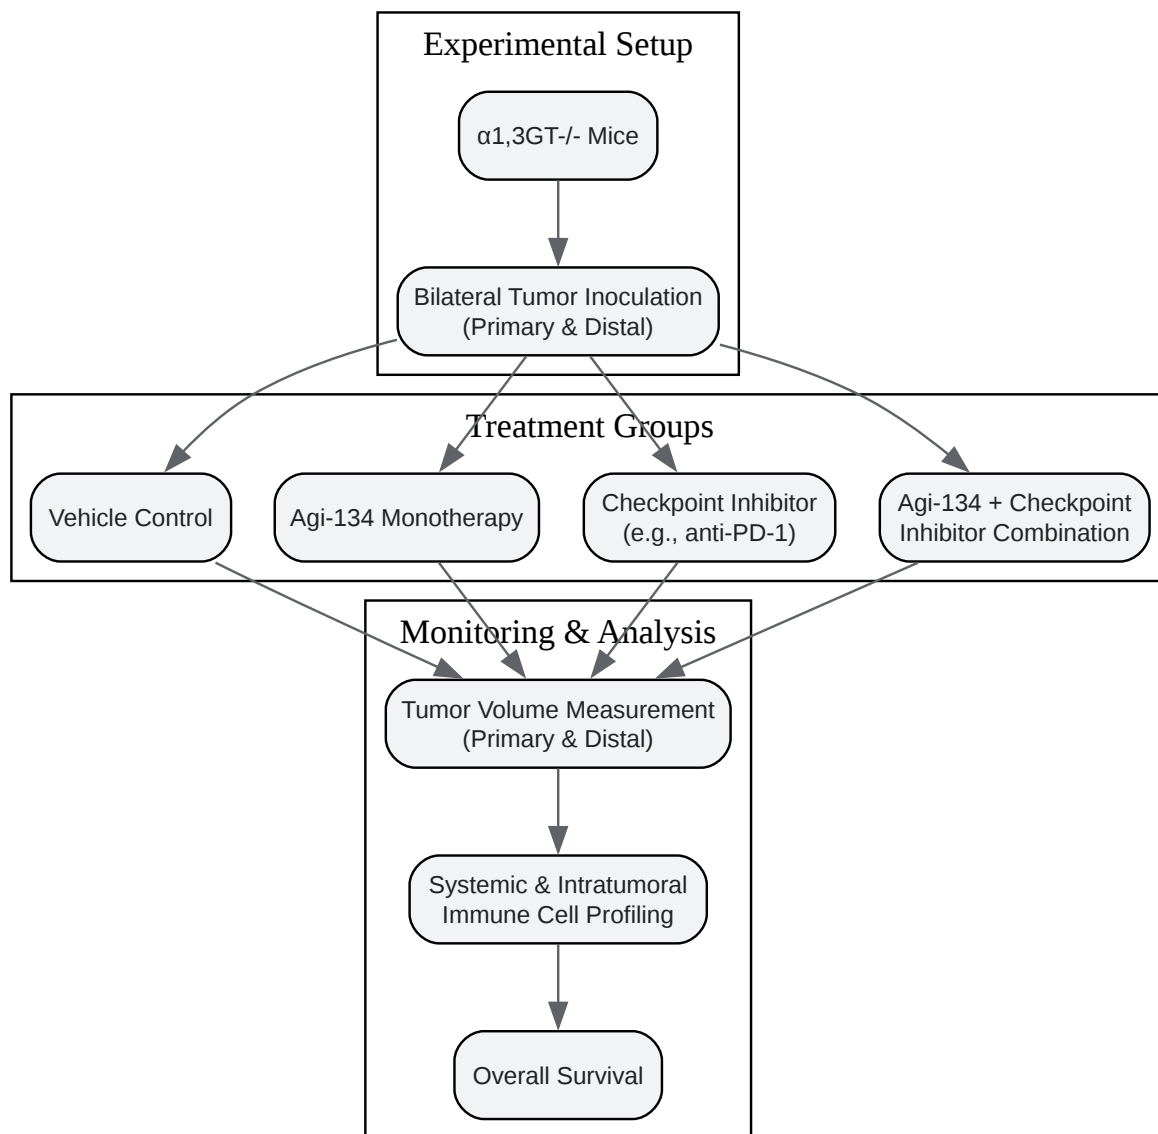 Experimental Setup
α1,3GT-/- Mice
Bilateral Tumor Inoculation
(Primary & Distal)
Treatment Groups
Vehicle Control
Agi-134 Monotherapy
Checkpoint Inhibitor
(e.g., anti-PD-1)
Agi-134 + Checkpoint
Inhibitor Combination
Monitoring & Analysis
Tumor Volume Measurement
(Primary & Distal)
Systemic & Intratumoral
Immune Cell Profiling
Overall Survival